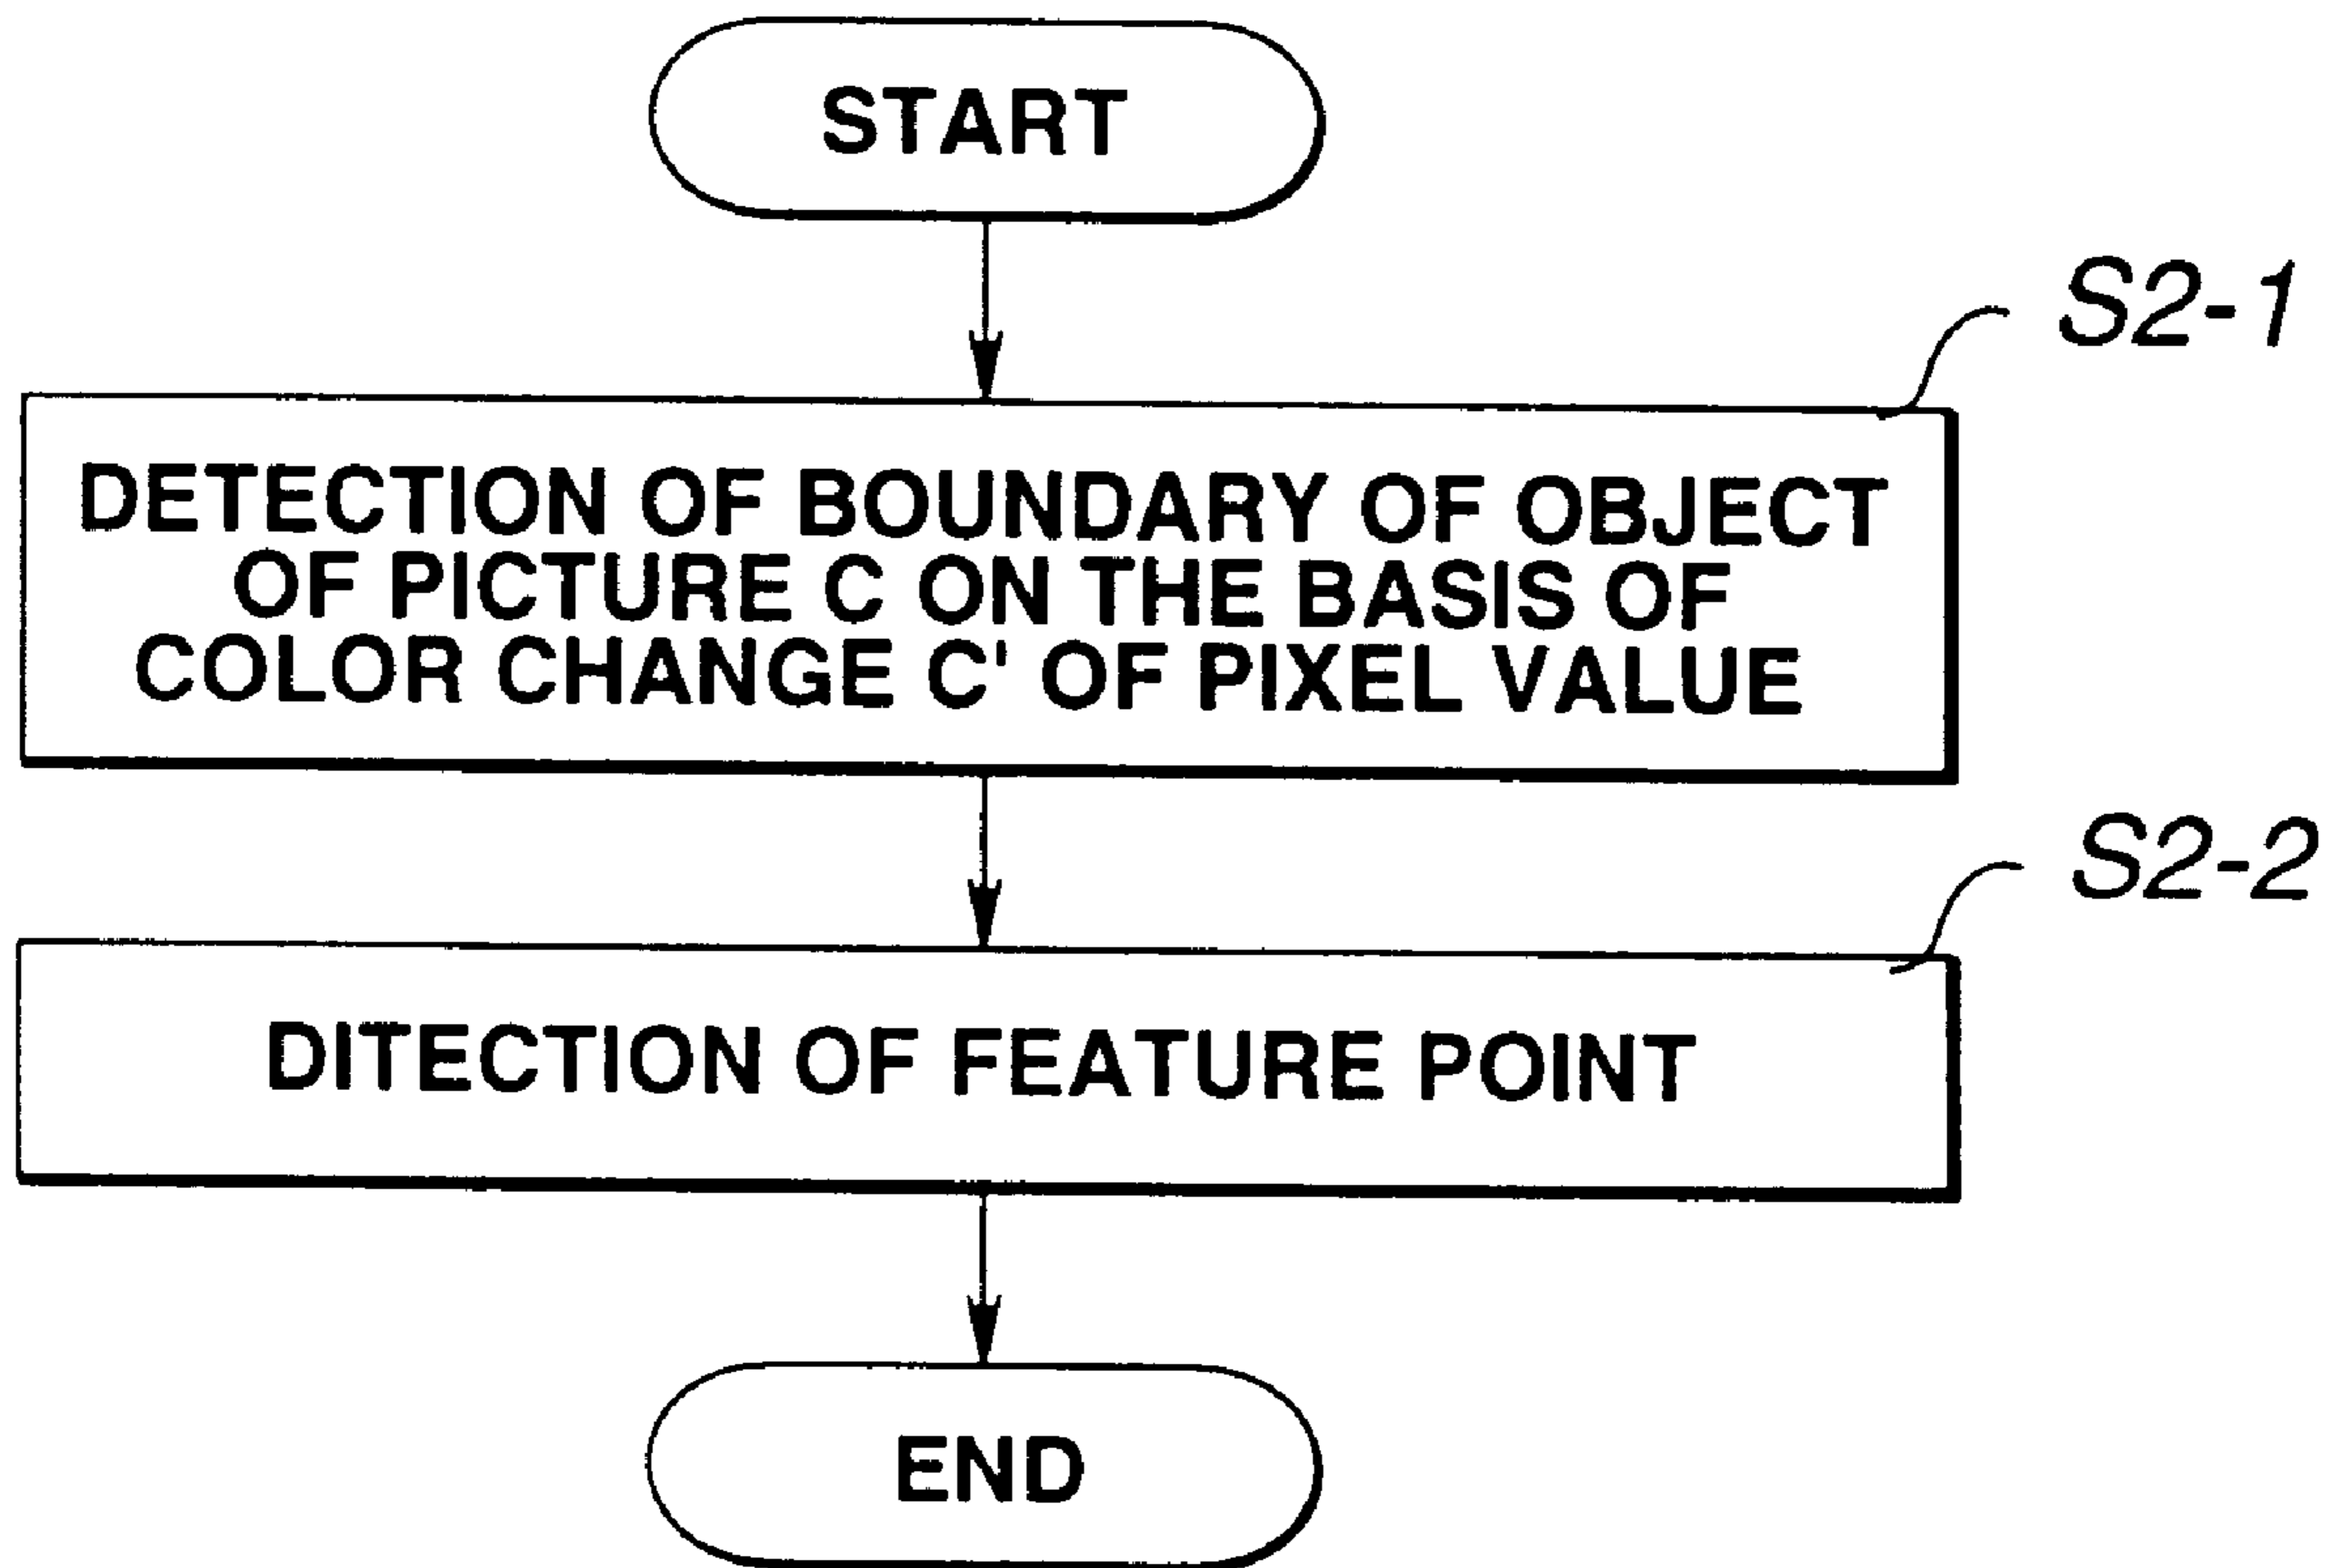 START
S2-1
DETECTION OF BOUNDARY OF OBJECT
OF PICTURE C ON THE BASIS OF
COLOR CHANGE C' OF PIXEL VALUE
S2-2
DITECTION OF FEATURE POINT
END